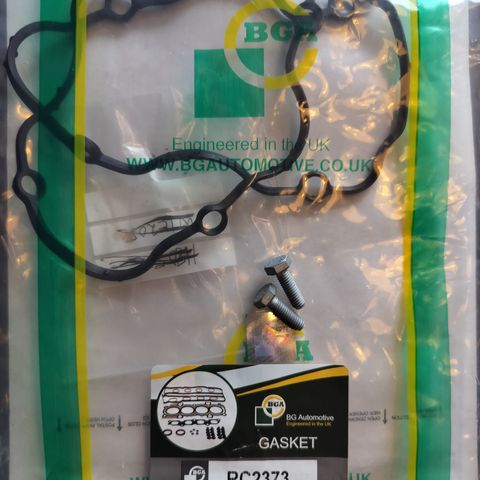 BGA
Engineered in the UK
WWW.BGAUTOMOTIVE.CO.UK
BGA
BG Automotive
Engineered in the UK
GASKET
BGA
RC2373